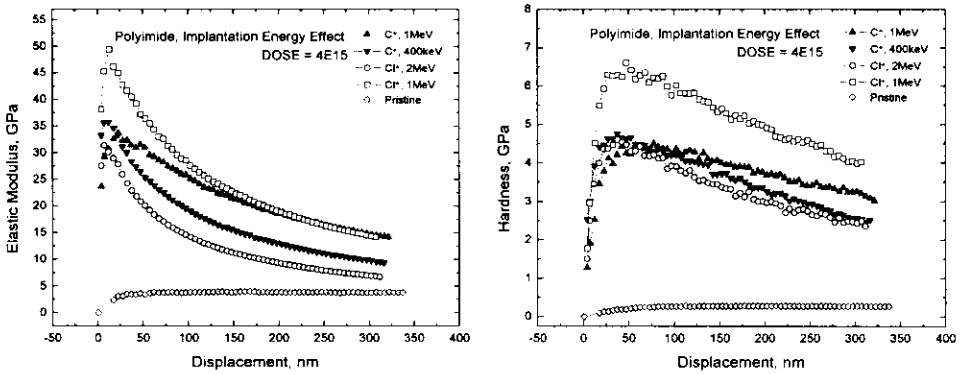 Polyimide, Implantation Energy Effect
DOSE = 4E15
C⁺, 1MeV
C⁺, 400keV
Cl⁺, 2MeV
Cl⁺, 1MeV
Pristine
Elastic Modulus, GPa
55
50
45
40
35
30
25
20
15
10
5
0
-50 0 50 100 150 200 250 300 350 400
Displacement, nm
Polyimide, Implantation Energy Effect
DOSE = 4E15
C⁺, 1MeV
C⁺, 400keV
Cl⁺, 2MeV
Cl⁺, 1MeV
Pristine
Hardness, GPa
8
7
6
5
4
3
2
1
0
-50 0 50 100 150 200 250 300 350 400
Displacement, nm